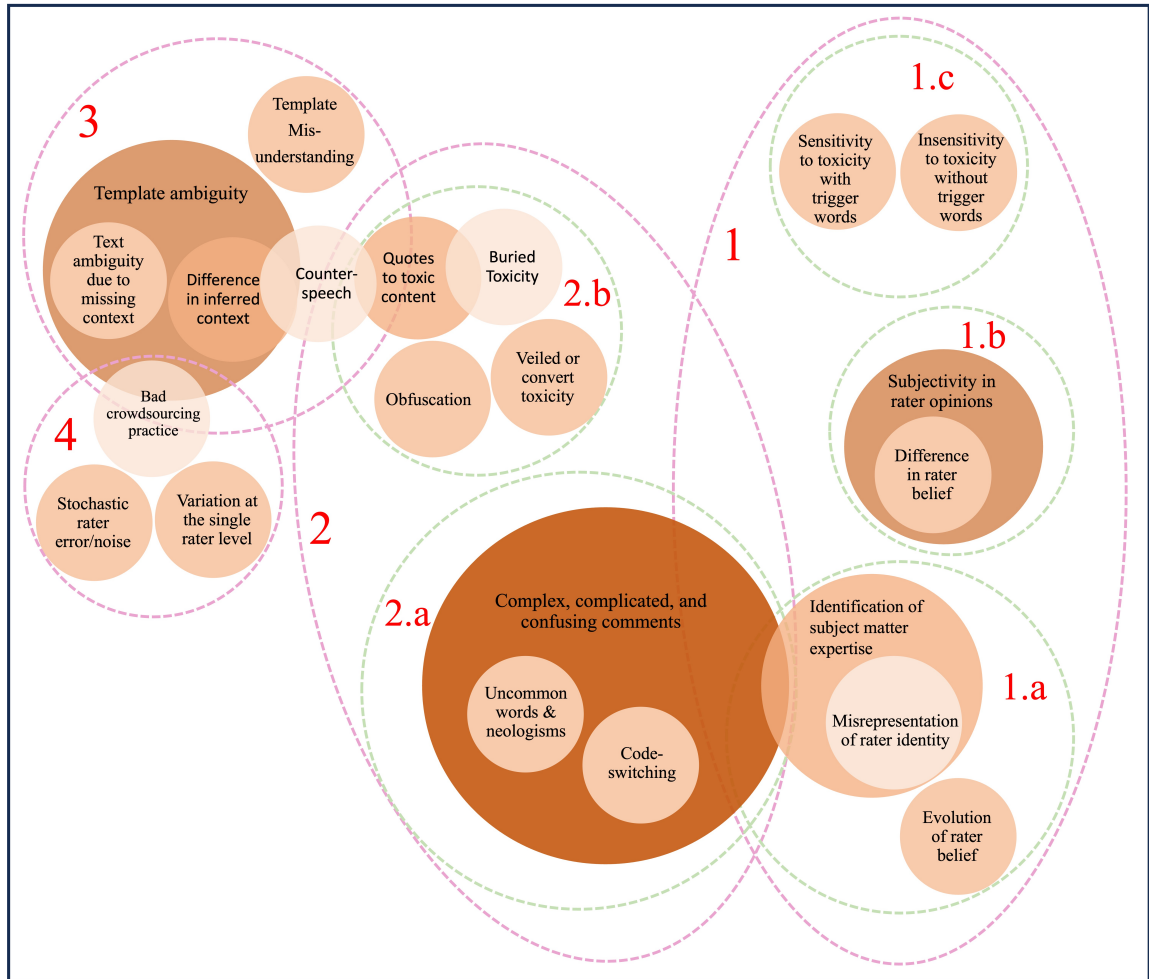 3
Template
Mis-
understanding
Template ambiguity
Text
ambiguity
due to
missing
context
Difference
in inferred
context
Counter-
speech
Quotes
to toxic
content
Buried
Toxicity
2.b
Obfuscation
Veiled or
convert
toxicity
4
Bad
crowdsourcing
practice
Stochastic
rater
error/noise
Variation at
the single
rater level
2
2.a
Complex, complicated, and
confusing comments
Uncommon
words &
neologisms
Code-
switching
1
1.c
Sensitivity
to toxicity
with
trigger
words
Insensitivity
to toxicity
without
trigger
words
1.b
Subjectivity in
rater opinions
Difference
in rater
belief
1.a
Identification of
subject matter
expertise
Misrepresentation
of rater identity
Evolution
of rater
belief